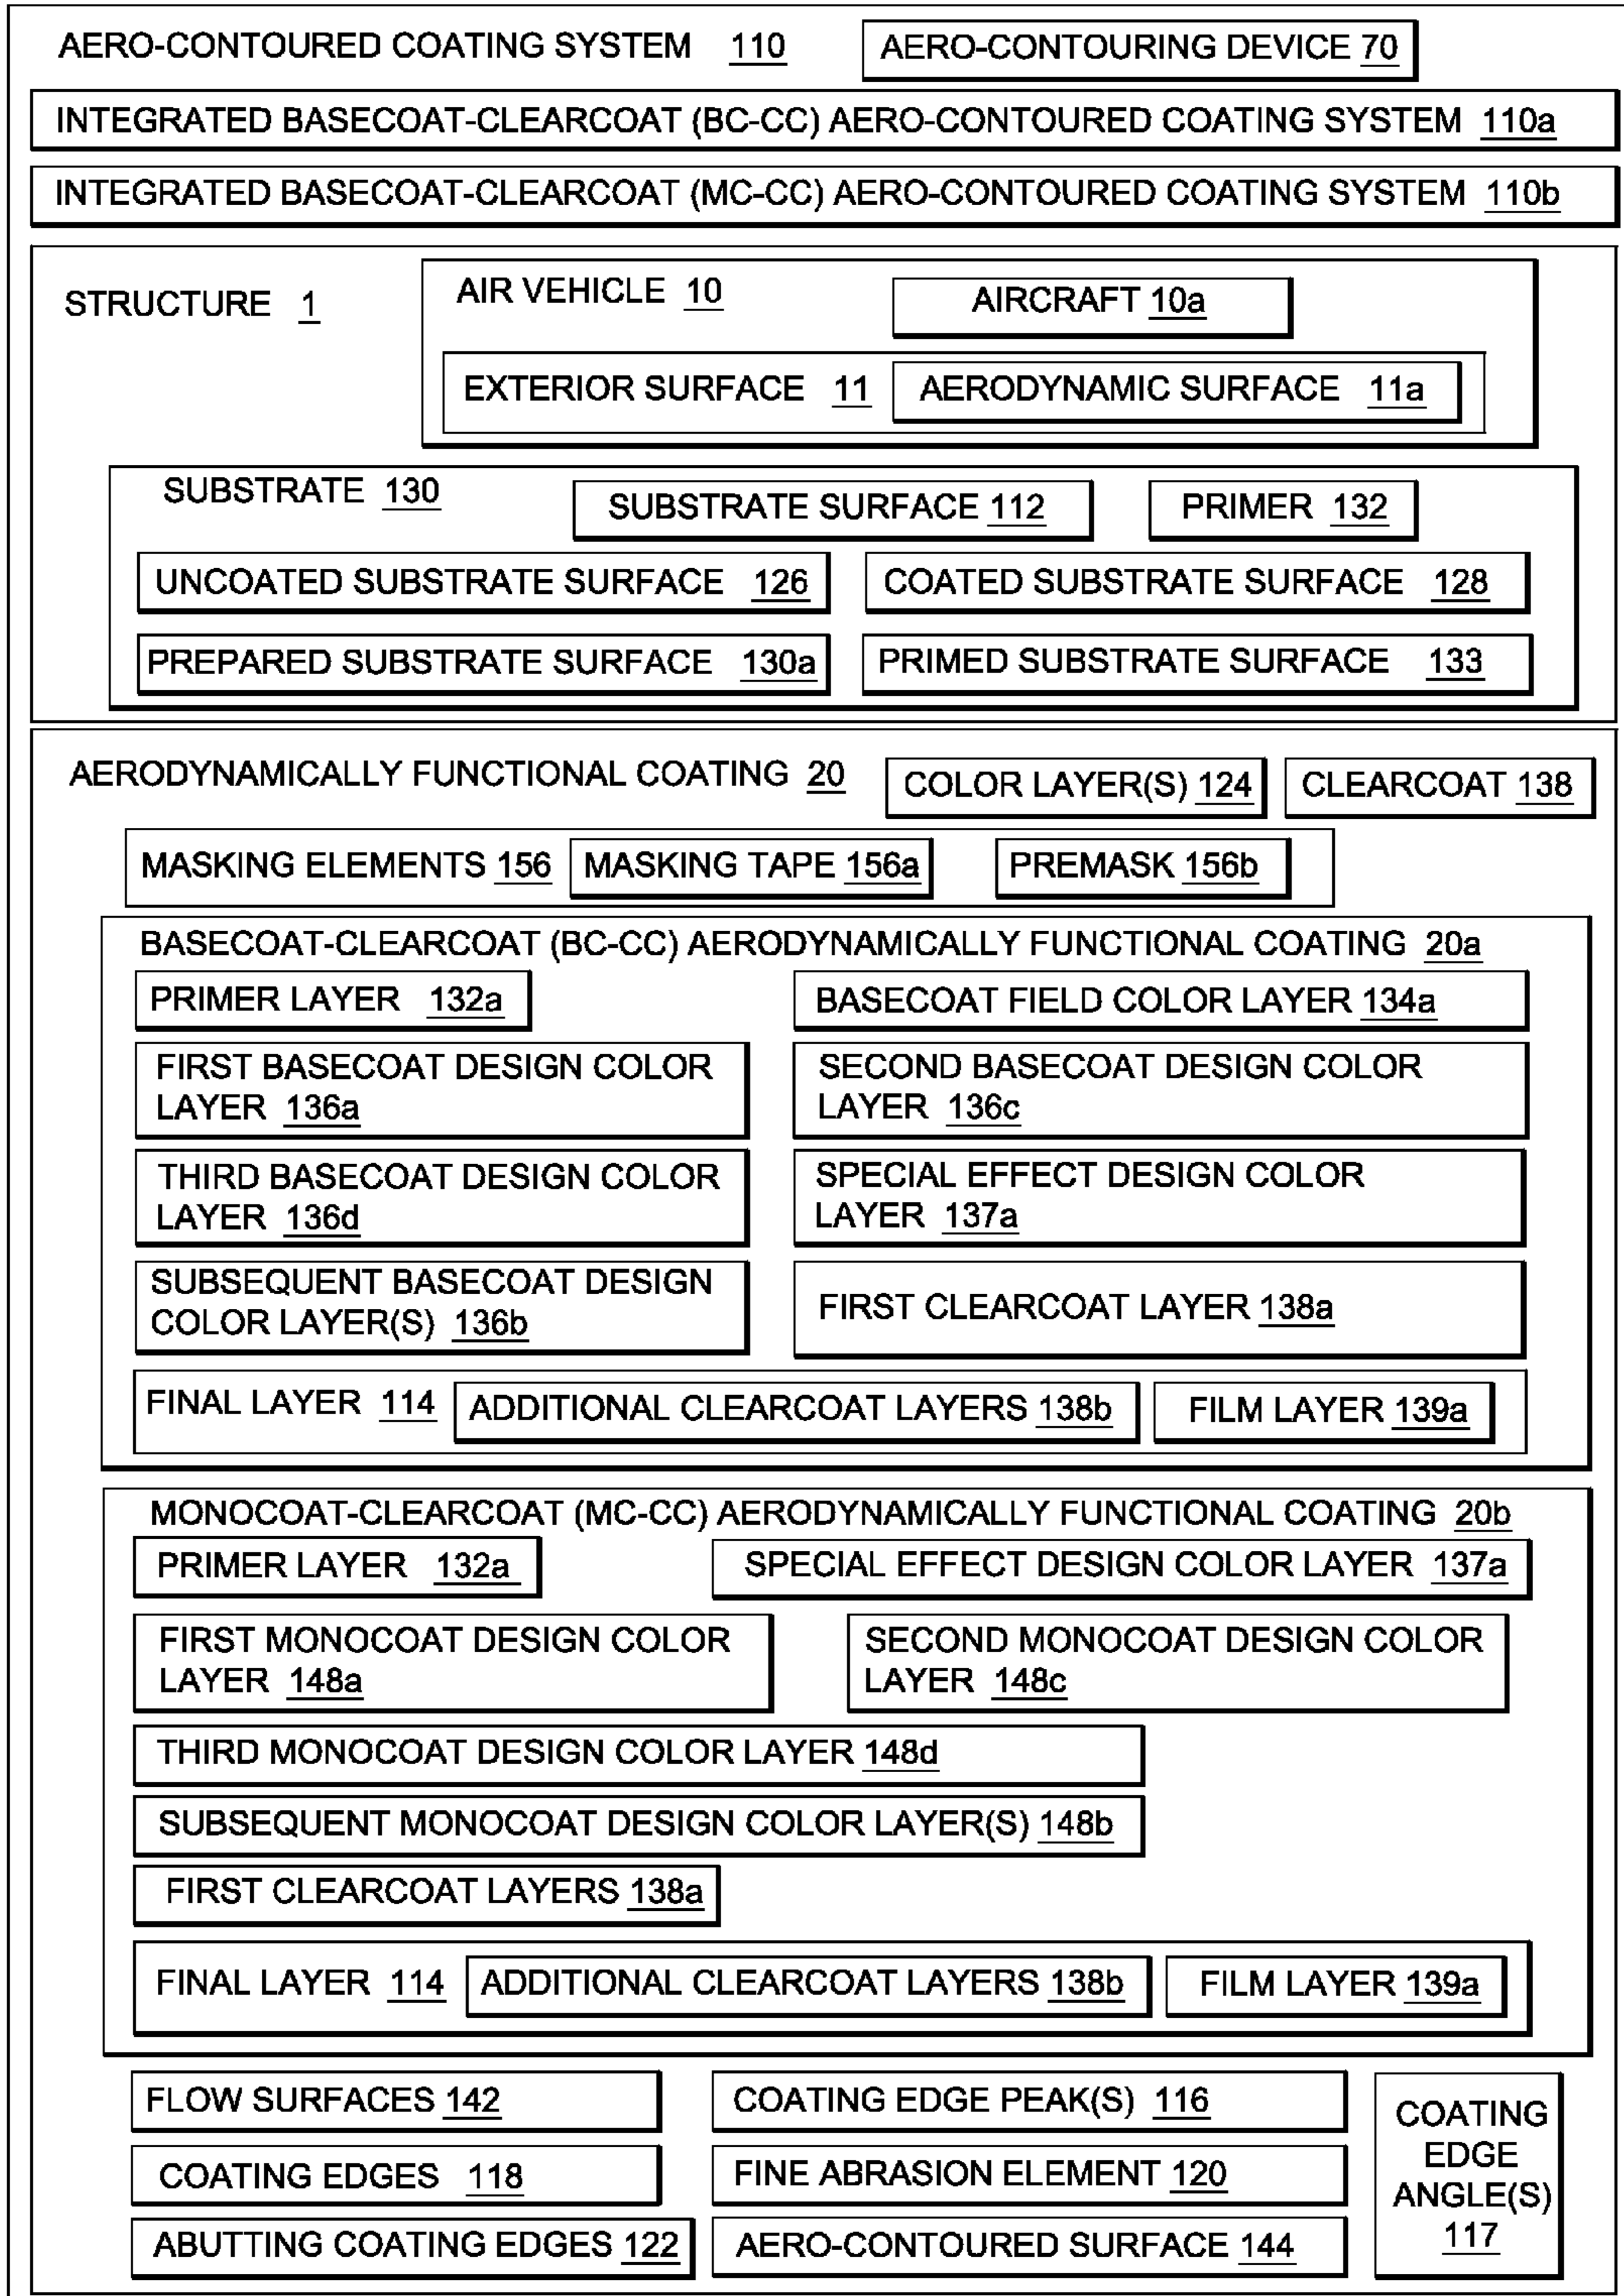 AERO-CONTOURED COATING SYSTEM 110
AERO-CONTOURING DEVICE 70
INTEGRATED BASECOAT-CLEARCOAT (BC-CC) AERO-CONTOURED COATING SYSTEM 110a
INTEGRATED BASECOAT-CLEARCOAT (MC-CC) AERO-CONTOURED COATING SYSTEM 110b
STRUCTURE 1
AIR VEHICLE 10
AIRCRAFT 10a
EXTERIOR SURFACE 11
AERODYNAMIC SURFACE 11a
SUBSTRATE 130
SUBSTRATE SURFACE 112
PRIMER 132
UNCOATED SUBSTRATE SURFACE 126
COATED SUBSTRATE SURFACE 128
PREPARED SUBSTRATE SURFACE 130a
PRIMED SUBSTRATE SURFACE 133
AERODYNAMICALLY FUNCTIONAL COATING 20
COLOR LAYER(S) 124
CLEARCOAT 138
MASKING ELEMENTS 156
MASKING TAPE 156a
PREMASK 156b
BASECOAT-CLEARCOAT (BC-CC) AERODYNAMICALLY FUNCTIONAL COATING 20a
PRIMER LAYER 132a
BASECOAT FIELD COLOR LAYER 134a
FIRST BASECOAT DESIGN COLOR
LAYER 136a
SECOND BASECOAT DESIGN COLOR
LAYER 136c
THIRD BASECOAT DESIGN COLOR
LAYER 136d
SPECIAL EFFECT DESIGN COLOR
LAYER 137a
SUBSEQUENT BASECOAT DESIGN
COLOR LAYER(S) 136b
FIRST CLEARCOAT LAYER 138a
FINAL LAYER 114
ADDITIONAL CLEARCOAT LAYERS 138b
FILM LAYER 139a
MONOCOAT-CLEARCOAT (MC-CC) AERODYNAMICALLY FUNCTIONAL COATING 20b
PRIMER LAYER 132a
SPECIAL EFFECT DESIGN COLOR LAYER 137a
FIRST MONOCOAT DESIGN COLOR
LAYER 148a
SECOND MONOCOAT DESIGN COLOR
LAYER 148c
THIRD MONOCOAT DESIGN COLOR LAYER 148d
SUBSEQUENT MONOCOAT DESIGN COLOR LAYER(S) 148b
FIRST CLEARCOAT LAYERS 138a
FINAL LAYER 114
ADDITIONAL CLEARCOAT LAYERS 138b
FILM LAYER 139a
FLOW SURFACES 142
COATING EDGE PEAK(S) 116
COATING EDGES 118
FINE ABRASION ELEMENT 120
ABUTTING COATING EDGES 122
AERO-CONTOURED SURFACE 144
COATING
EDGE
ANGLE(S)
117